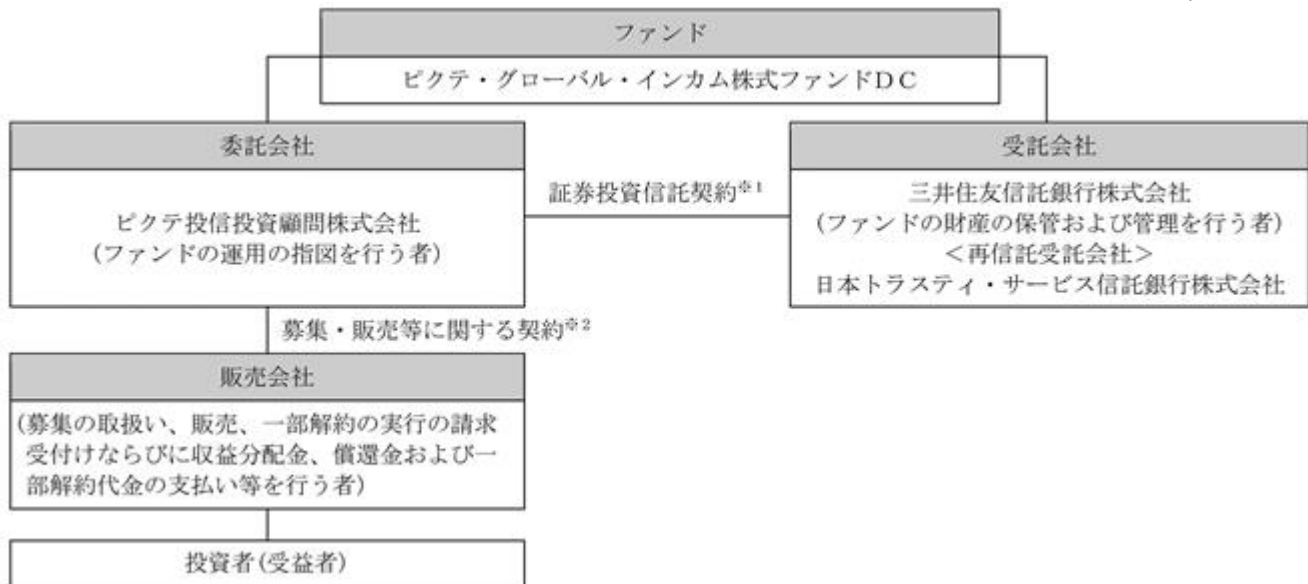 ファンド
ピクテ・グローバル・インカム株式ファンドDC
委託会社
ピクテ投信投資顧問株式会社
(ファンドの運用の指図を行う者)
証券投資信託契約※1
受託会社
三井住友信託銀行株式会社
(ファンドの財産の保管および管理を行う者)
<再信託受託会社>
日本トラスティ・サービス信託銀行株式会社
募集・販売等に関する契約※2
販売会社
(募集の取扱い、販売、一部解約の実行の請求
受付けならびに収益分配金、償還金および一
部解約代金の支払い等を行う者)
投資者(受益者)